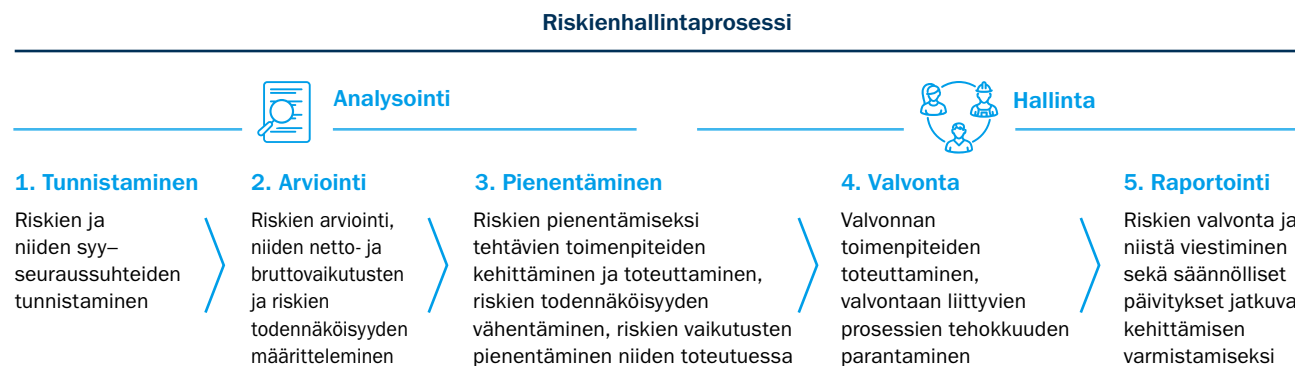 Riskienhallintaprosessi
Analysointi
Hallinta
1. Tunnistaminen
Riskien ja
niiden syy–
seuraussuhteiden
tunnistaminen
2. Arviointi
Riskien arviointi,
niiden netto- ja
bruttovaikutusten
ja riskien
todennäköisyyden
määritteleminen
3. Pienentäminen
Riskien pienentämiseksi
tehtävien toimenpiteiden
kehittäminen ja toteuttaminen,
riskien todennäköisyyden
vähentäminen, riskien vaikutusten
pienentäminen niiden toteutuessa
4. Valvonta
Valvonnan
toimenpiteiden
toteuttaminen,
valvontaan liittyvien
prosessien tehokkuuden
parantaminen
5. Raportointi
Riskien valvonta ja
niistä viestiminen
sekä säännölliset
päivitykset jatkuva
kehittämisen
varmistamiseksi